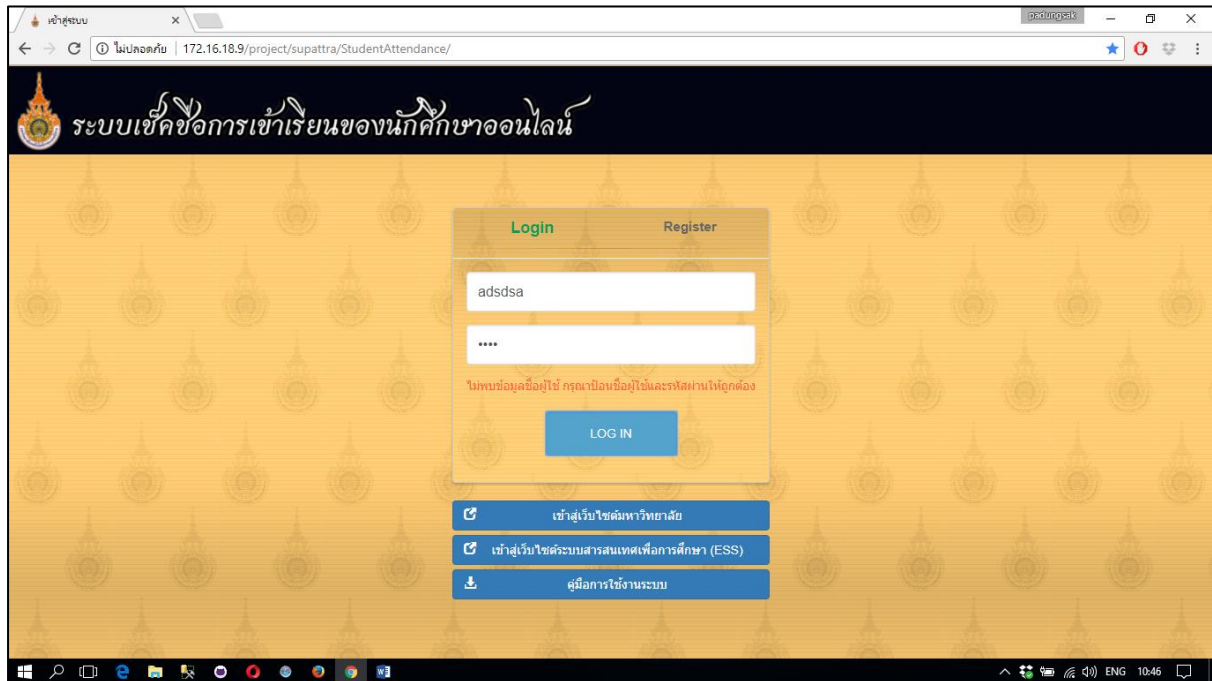 เข้าสู่ระบบ
padungsak
ไม่ปลอดภัย | 172.16.18.9/project/supattra/StudentAttendance/
ระบบเช็คชื่อการเข้าเรียนของนักศึกษาออนไลน์
Login Register
adsdsa
••••
ไม่พบข้อมูลชื่อผู้ใช้ กรุณาป้อนชื่อผู้ใช้และรหัสผ่านให้ถูกต้อง
LOG IN
เข้าสู่เว็บไซต์มหาวิทยาลัย
เข้าสู่เว็บไซต์ระบบสารสนเทศเพื่อการศึกษา (ESS)
คู่มือการใช้งานระบบ
ENG 10:46